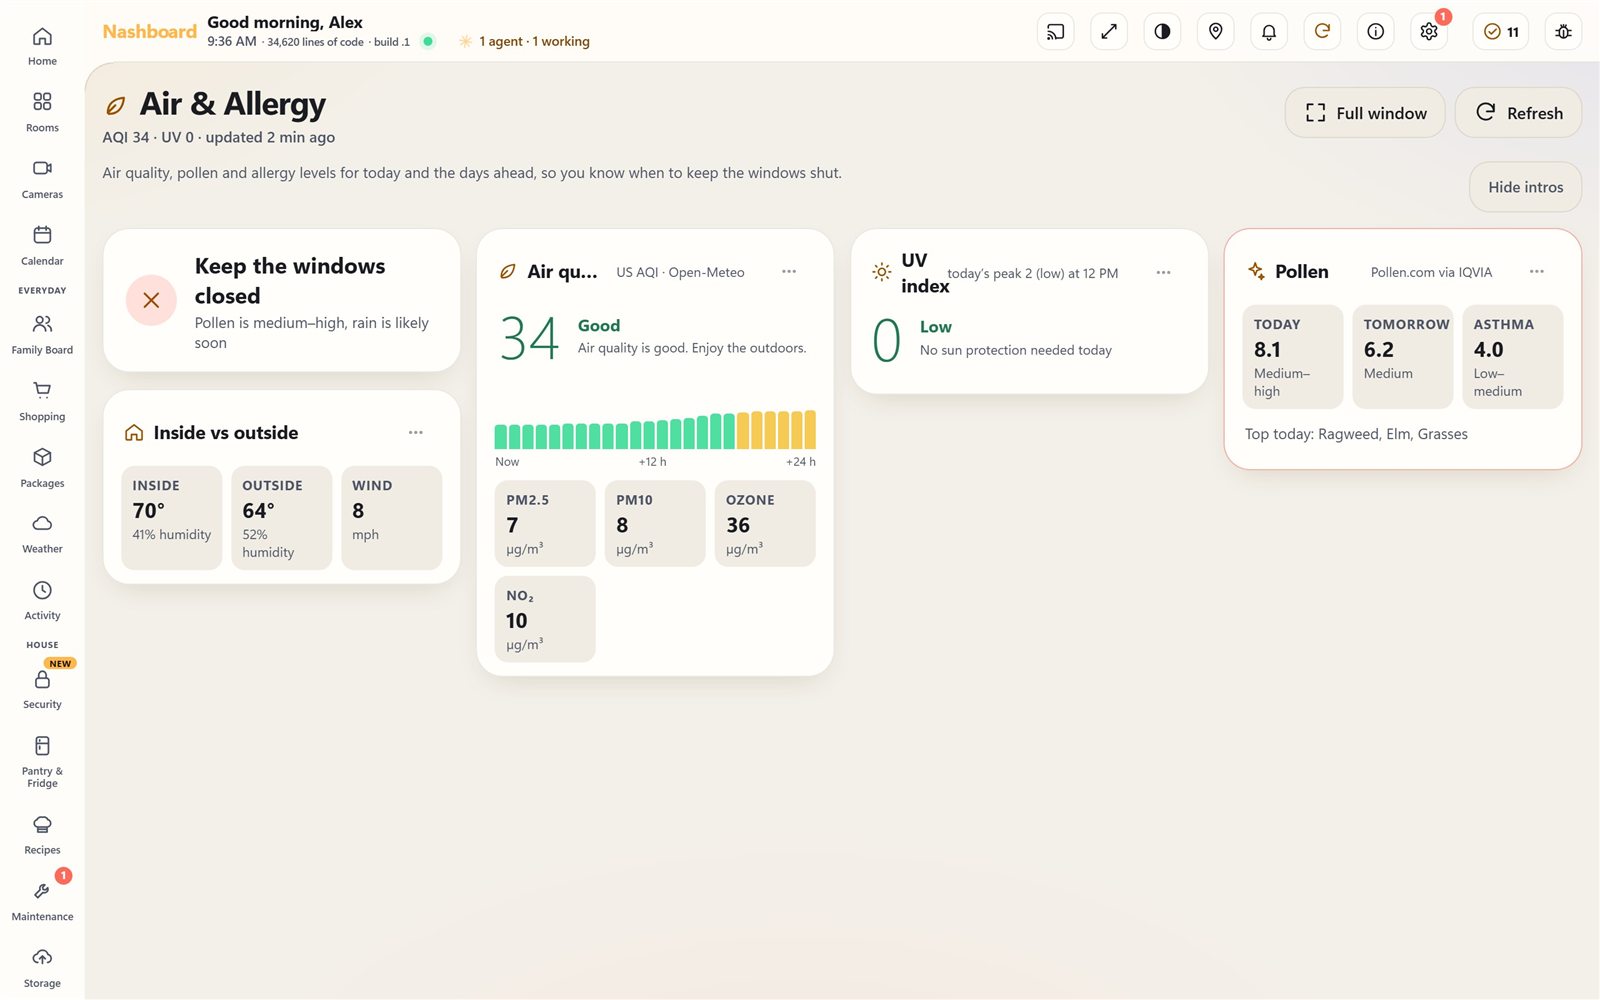 Home
Rooms
Cameras
Calendar
EVERYDAY
Family Board
Shopping
Packages
Weather
Activity
HOUSE
NEW
Security
Pantry &
Fridge
Recipes
1
Maintenance
Storage
Nashboard
Good morning, Alex
9:36 AM · 34,620 lines of code · build .1
1 agent · 1 working
1
11
Air & Allergy
AQI 34 · UV 0 · updated 2 min ago
Full window
Refresh
Air quality, pollen and allergy levels for today and the days ahead, so you know when to keep the windows shut.
Hide intros
Keep the windows
closed
Pollen is medium–high, rain is likely
soon
Inside vs outside
INSIDE
70°
41% humidity
OUTSIDE
64°
52%
humidity
WIND
8
mph
Air qu...
US AQI · Open-Meteo
34
Good
Air quality is good. Enjoy the outdoors.
Now
+12 h
+24 h
PM2.5
7
µg/m³
PM10
8
µg/m³
OZONE
36
µg/m³
NO₂
10
µg/m³
UV
index
today's peak 2 (low) at 12 PM
0
Low
No sun protection needed today
Pollen
Pollen.com via IQVIA
TODAY
8.1
Medium–
high
TOMORROW
6.2
Medium
ASTHMA
4.0
Low–
medium
Top today: Ragweed, Elm, Grasses